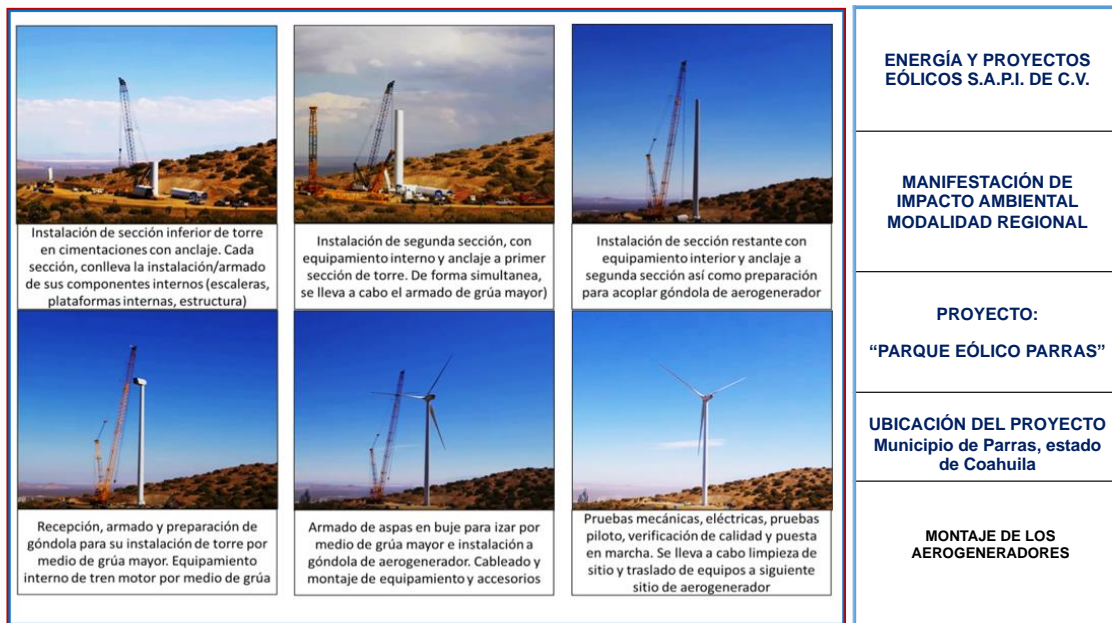 Instalación de sección inferior de torre
en cimentaciones con anclaje. Cada
sección, conlleva la instalación/armado
de sus componentes internos (escaleras,
plataformas internas, estructura)
Instalación de segunda sección, con
equipamiento interno y anclaje a primer
sección de torre. De forma simultanea,
se lleva a cabo el armado de grúa mayor)
Instalación de sección restante con
equipamiento interior y anclaje a
segunda sección así como preparación
para acoplar góndola de aerogenerador
Recepción, armado y preparación de
góndola para su instalación de torre por
medio de grúa mayor. Equipamiento
interno de tren motor por medio de grúa
Armado de aspas en buje para izar por
medio de grúa mayor e instalación a
góndola de aerogenerador. Cableado y
montaje de equipamiento y accesorios
Pruebas mecánicas, eléctricas, pruebas
piloto, verificación de calidad y puesta
en marcha. Se lleva a cabo limpieza de
sitio y traslado de equipos a siguiente
sitio de aerogenerador
ENERGÍA Y PROYECTOS
EÓLICOS S.A.P.I. DE C.V.
MANIFESTACIÓN DE
IMPACTO AMBIENTAL
MODALIDAD REGIONAL
PROYECTO:
“PARQUE EÓLICO PARRAS”
UBICACIÓN DEL PROYECTO
Municipio de Parras, estado
de Coahuila
MONTAJE DE LOS
AEROGENERADORES